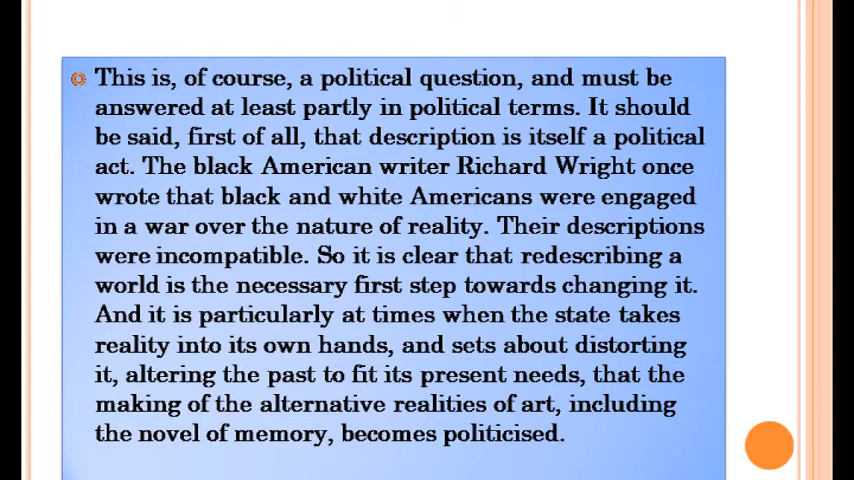 This is, of course, a political question, and must be
answered at least partly in political terms. It should
be said, first of all, that description is itself a political
act. The black American writer Richard Wright once
wrote that black and white Americans were engaged
in a war over the nature of reality. Their descriptions
were incompatible. So it is clear that redescribing a
world is the necessary first step towards changing it.
And it is particularly at times when the state takes
reality into its own hands, and sets about distorting
it, altering the past to fit its present needs, that the
making of the alternative realities of art, including
the novel of memory, becomes politicised.